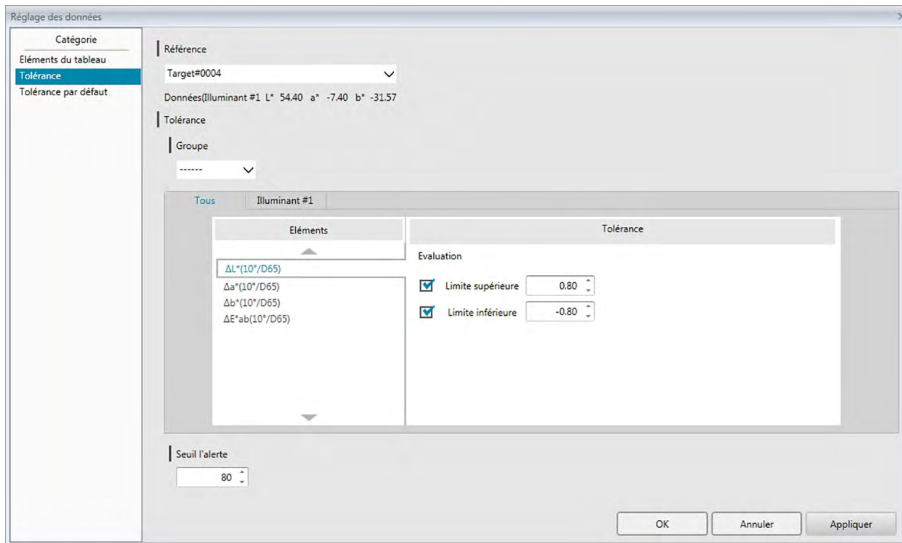 Réglage des données
Catégorie
Eléments du tableau
Tolérance
Tolérance par défaut
Référence
Target#0004
Données(Illuminant #1 L* 54.40 a* -7.40 b* -31.57
Tolérance
Groupe
------
Tous Illuminant #1
Eléments
ΔL*(10°/D65)
Δa*(10°/D65)
Δb*(10°/D65)
ΔE*ab(10°/D65)
Tolérance
Evaluation
Limite supérieure 0.80
Limite inférieure -0.80
Seuil l'alerte
80
OK Annuler Appliquer